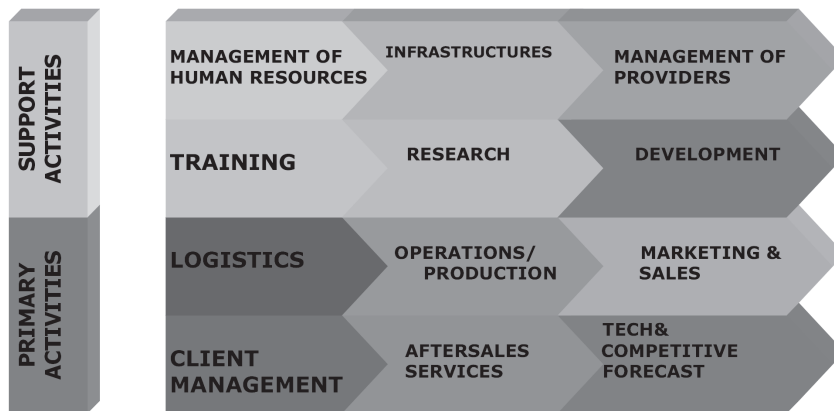 SUPPORT
ACTIVITIES
MANAGEMENT OF
HUMAN RESOURCES
INFRASTRUCTURES
MANAGEMENT OF
PROVIDERS
TRAINING
RESEARCH
DEVELOPMENT
PRIMARY
ACTIVITIES
LOGISTICS
OPERATIONS/
PRODUCTION
MARKETING &
SALES
CLIENT
MANAGEMENT
AFTERSALES
SERVICES
TECH&
COMPETITIVE
FORECAST